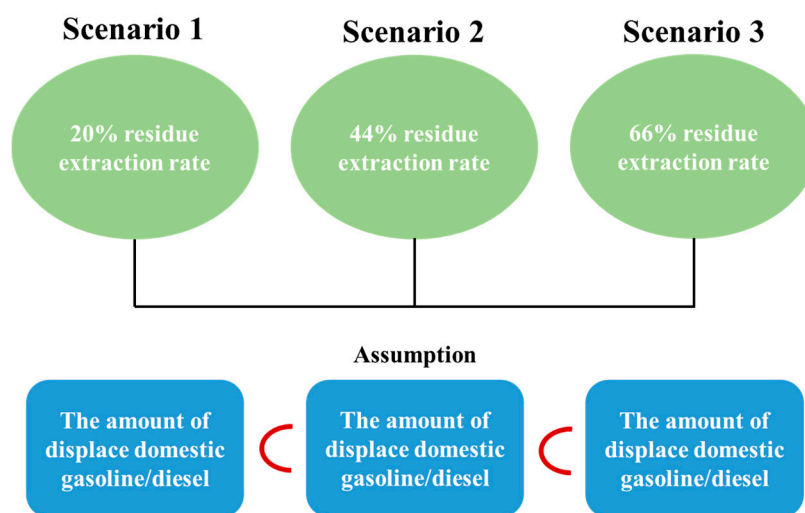 Scenario 1
Scenario 2
Scenario 3
20% residue
extraction rate
44% residue
extraction rate
66% residue
extraction rate
Assumption
The amount of
displace domestic
gasoline/diesel
The amount of
displace domestic
gasoline/diesel
The amount of
displace domestic
gasoline/diesel